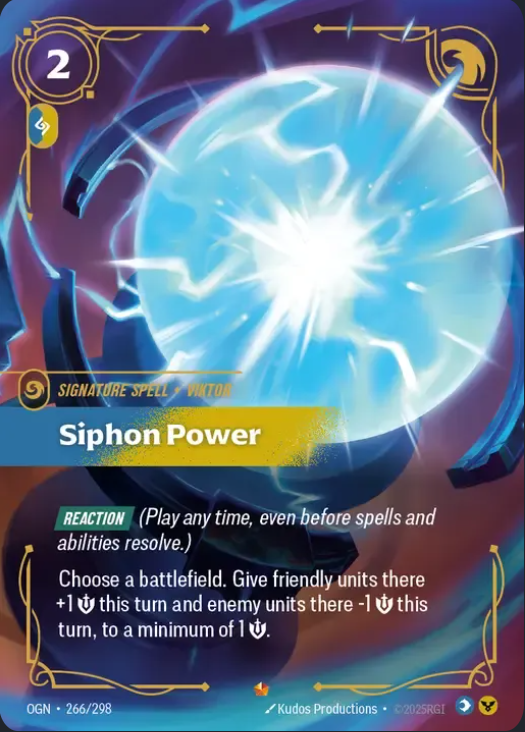 2
SIGNATURE SPELL • VIKTOR
Siphon Power
REACTION (Play any time, even before spells and
abilities resolve.)
Choose a battlefield. Give friendly units there
+1 this turn and enemy units there -1 this
turn, to a minimum of 1.
OGN • 266/298
Kudos Productions • ©2025RGI